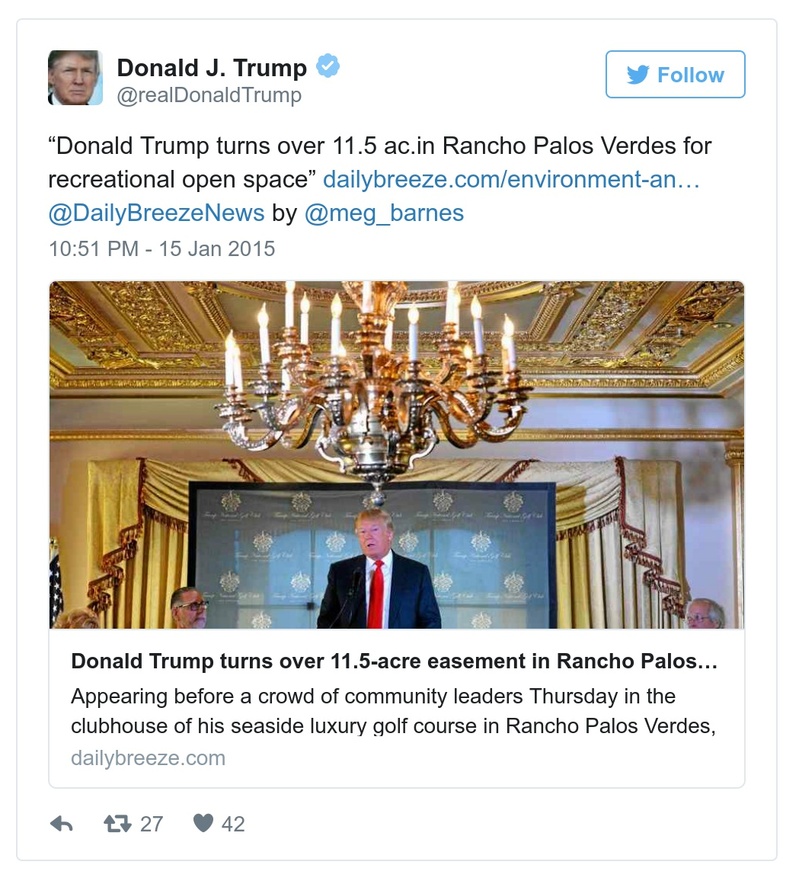 Donald J. Trump
@realDonaldTrump
Follow
“Donald Trump turns over 11.5 ac.in Rancho Palos Verdes for
recreational open space” dailybreeze.com/environment-an…
@DailyBreezeNews by @meg_barnes
10:51 PM - 15 Jan 2015
Donald Trump turns over 11.5-acre easement in Rancho Palos…
Appearing before a crowd of community leaders Thursday in the
clubhouse of his seaside luxury golf course in Rancho Palos Verdes,
dailybreeze.com
27
42